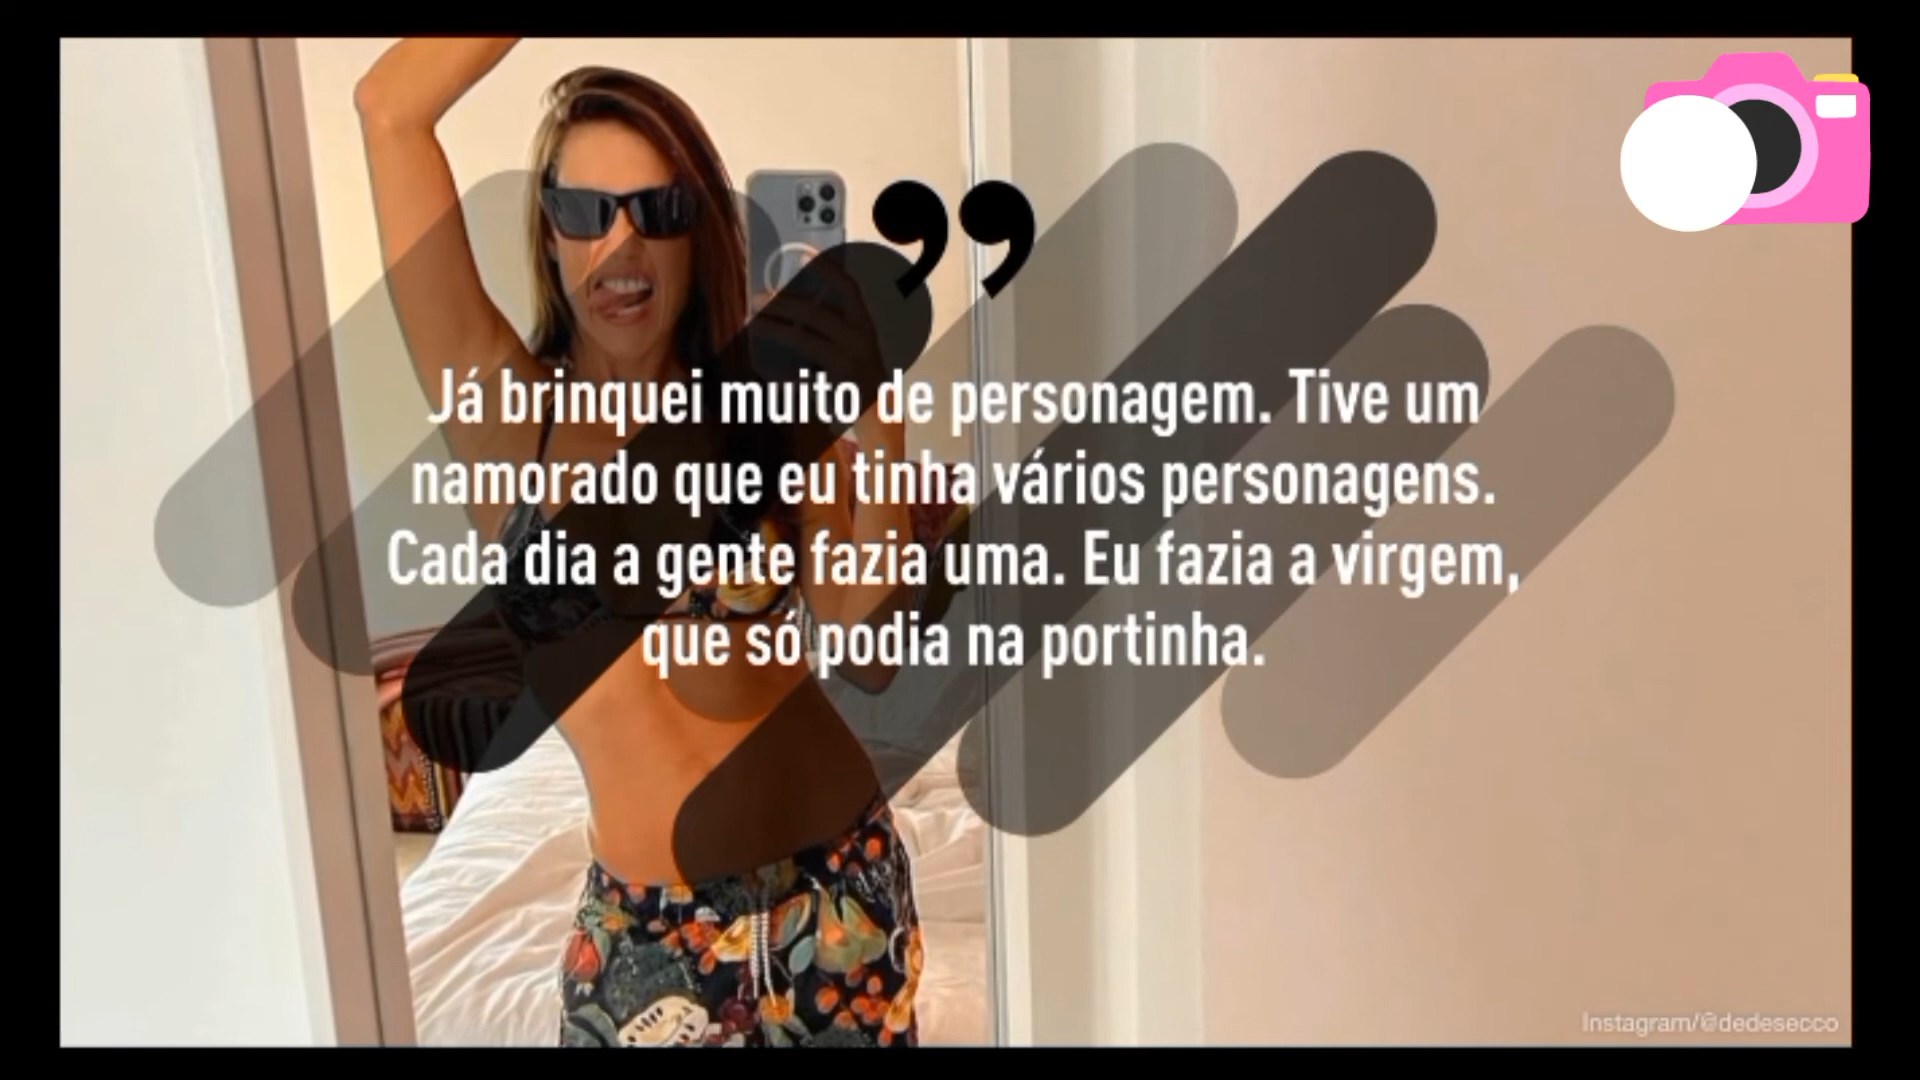 ”
Já brinquei muito de personagem. Tive um
namorado que eu tinha vários personagens.
Cada dia a gente fazia uma. Eu fazia a virgem,
que só podia na portinha.
Instagram/@dedesecco